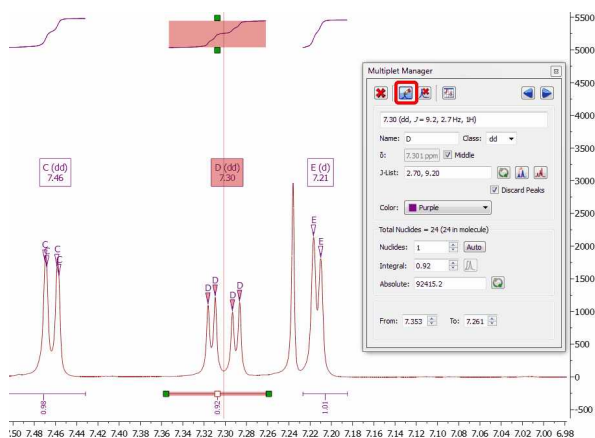 5500
5000
4500
4000
3500
3000
2500
2000
1500
1000
500
0
-500
Multiplet Manager
7.30 (dd, J = 9.2, 2.7 Hz, 1H)
Name: D Class: dd
δ: 7.301 ppm Middle
J-List: 2.70, 9.20
Discard Peaks
Color: Purple
Total Nuclides = 24 (24 in molecule)
Nuclides: 1 Auto
Integral: 0.92
Absolute: 92415.2
From: 7.353 To: 7.261
C (dd)
7.46
D (dd)
7.30
E (d)
7.21
C C
D D D D
E E
0.98 0.92 1.01
.50 7.48 7.46 7.44 7.42 7.40 7.38 7.36 7.34 7.32 7.30 7.28 7.26 7.24 7.22 7.20 7.18 7.16 7.14 7.12 7.10 7.08 7.06 7.04 7.02 7.00 6.98